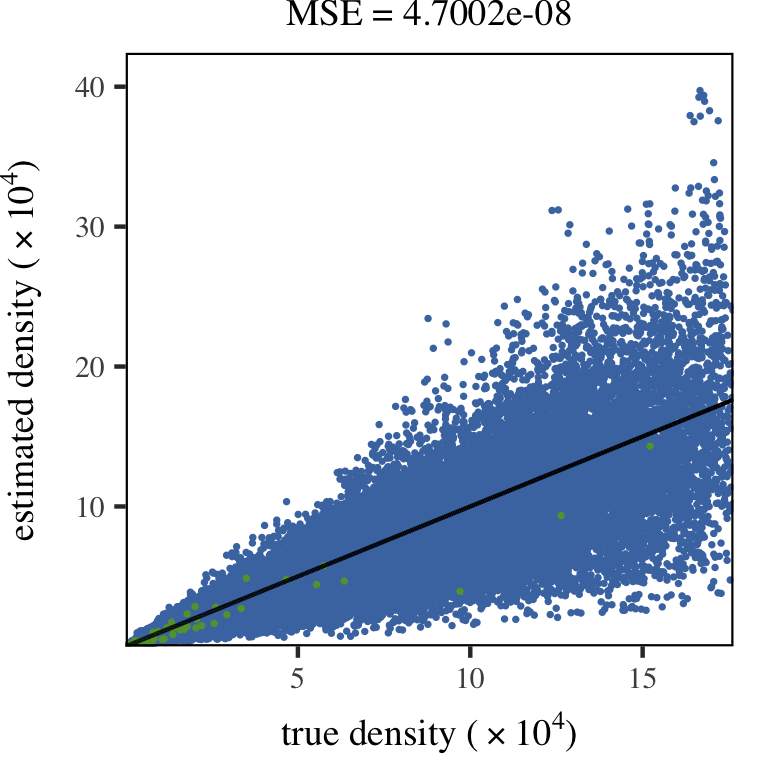 MSE = 4.7002e-08
estimated density ( × 10⁴)
40
30
20
10
5 10 15
true density ( × 10⁴)